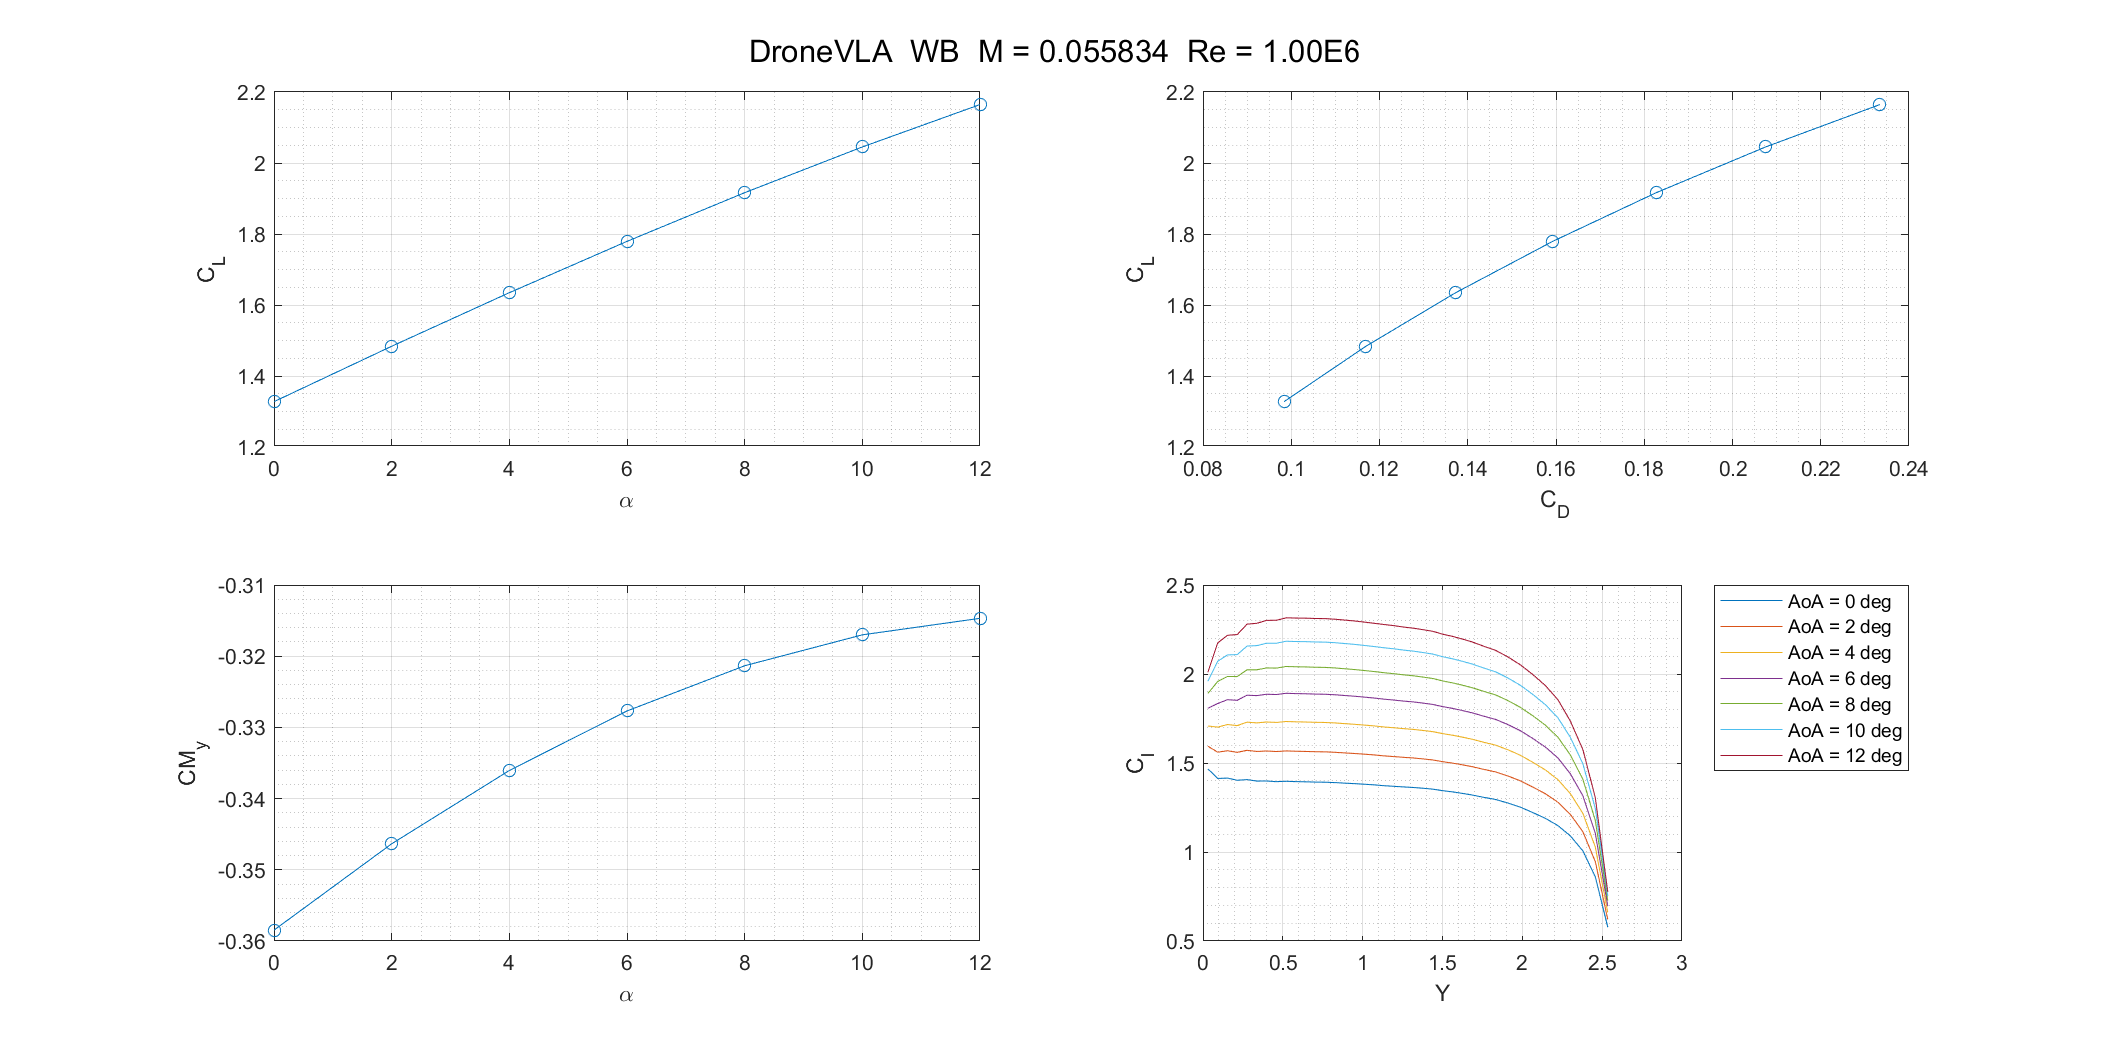 DroneVLA WB M = 0.055834 Re = 1.00E6
2.2
2
1.8
1.6
1.4
1.2
C_L
0 2 4 6 8 10 12
α
2.2
2
1.8
1.6
1.4
1.2
C_L
0.08 0.1 0.12 0.14 0.16 0.18 0.2 0.22 0.24
C_D
-0.31
-0.32
-0.33
-0.34
-0.35
-0.36
CM_y
0 2 4 6 8 10 12
α
2.5
2
1.5
1
0.5
C_l
0 0.5 1 1.5 2 2.5 3
Y
AoA = 0 deg
AoA = 2 deg
AoA = 4 deg
AoA = 6 deg
AoA = 8 deg
AoA = 10 deg
AoA = 12 deg